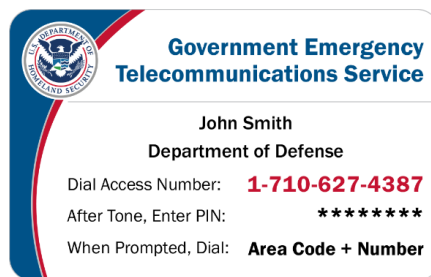 U.S. DEPARTMENT OF
HOMELAND SECURITY
Government Emergency
Telecommunications Service
John Smith
Department of Defense
Dial Access Number: 1-710-627-4387
After Tone, Enter PIN: ********
When Prompted, Dial: Area Code + Number